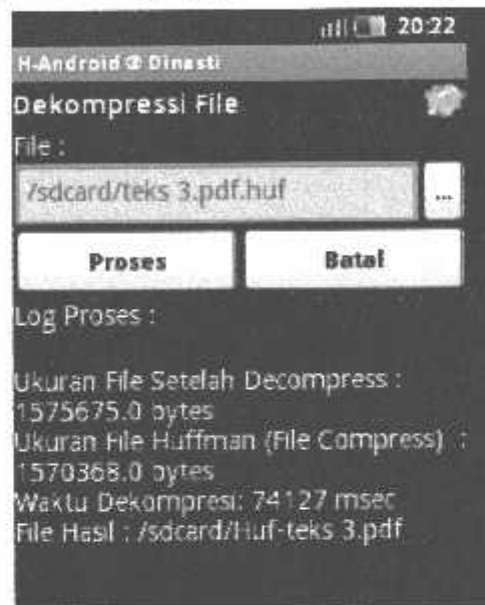 20:22
H-Android @ Dinasti
Dekompressi File
File :
/sdcard/teks 3.pdf.huf
...
Proses
Batal
Log Proses :
Ukuran File Setelah Decompress :
1575675.0 bytes
Ukuran File Huffman (File Compress) :
1570368.0 bytes
Waktu Dekompresi: 74127 msec
File Hasil : /sdcard/Huf-teks 3.pdf